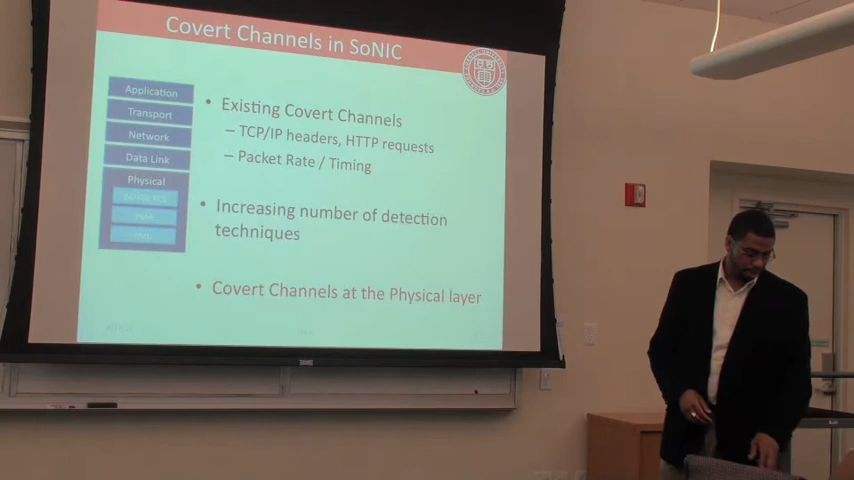 Covert Channels in SoNIC
Application
Transport
Network
Data Link
Physical
• Existing Covert Channels
– TCP/IP headers, HTTP requests
– Packet Rate / Timing
• Increasing number of detection
techniques
• Covert Channels at the Physical layer